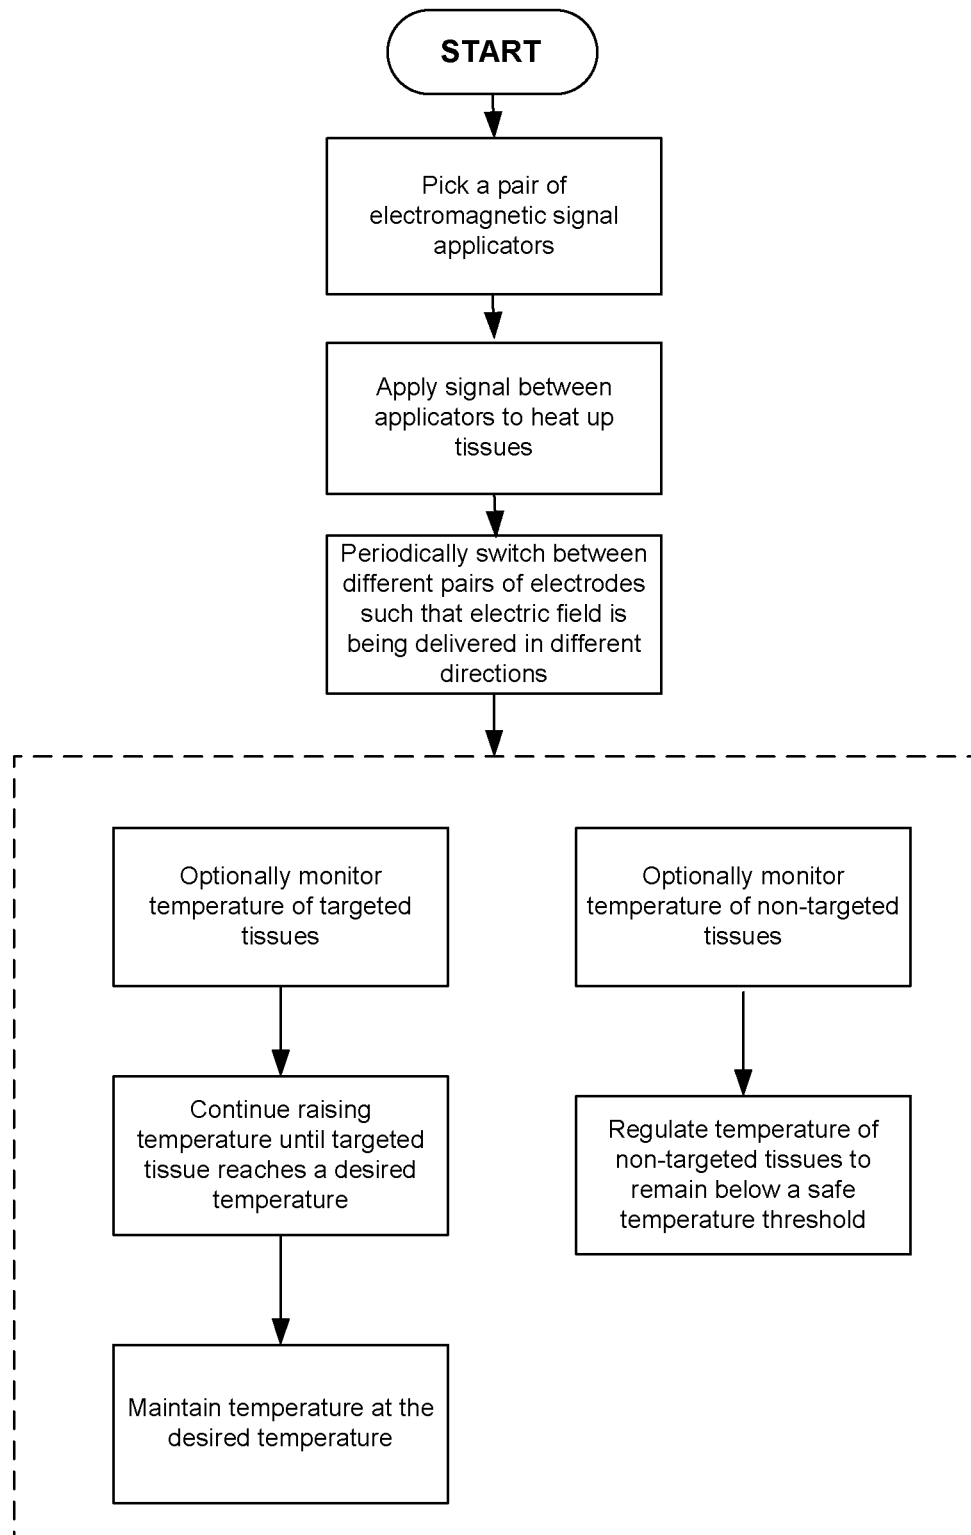 START
Pick a pair of
electromagnetic signal
applicators
Apply signal between
applicators to heat up
tissues
Periodically switch between
different pairs of electrodes
such that electric field is
being delivered in different
directions
Optionally monitor
temperature of targeted
tissues
Continue raising
temperature until targeted
tissue reaches a desired
temperature
Maintain temperature at the
desired temperature
Optionally monitor
temperature of non-targeted
tissues
Regulate temperature of
non-targeted tissues to
remain below a safe
temperature threshold